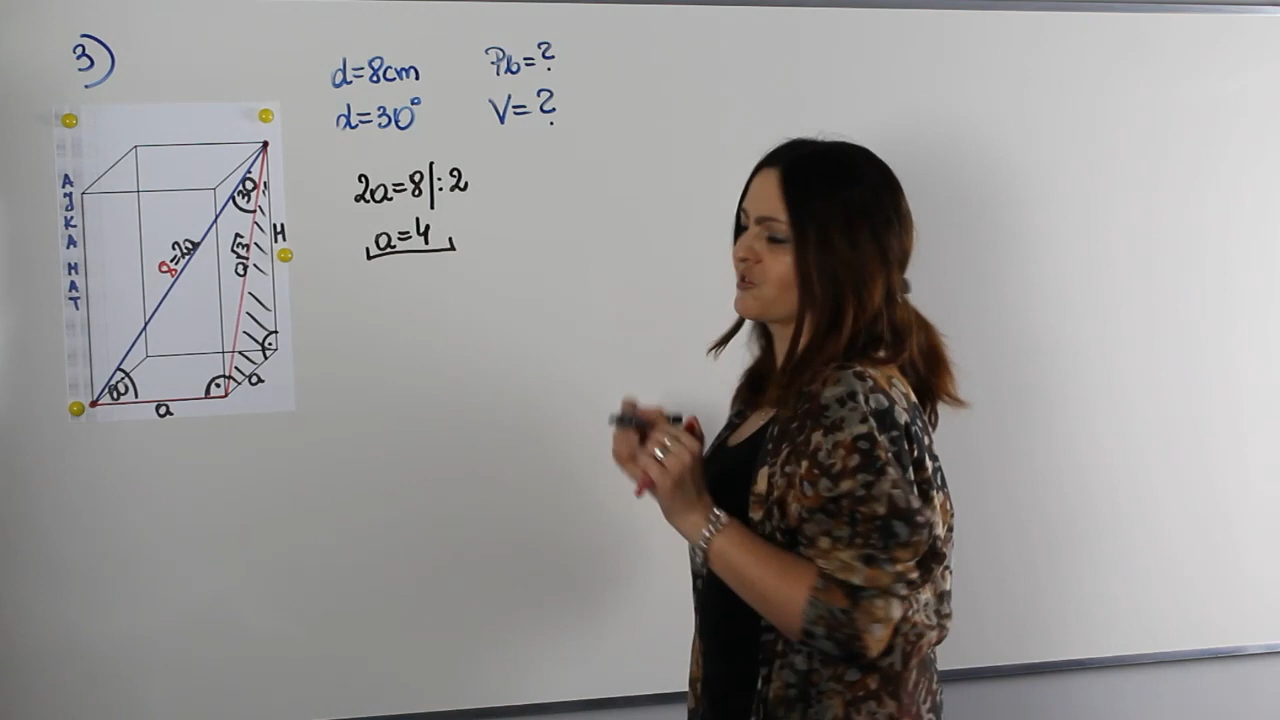 3)
d=8cm
α=30°
Pb=?
V=?
2a=8|:2
a=4
AJKA MAT
30°
8=2a
a√3
H
60°
a
a